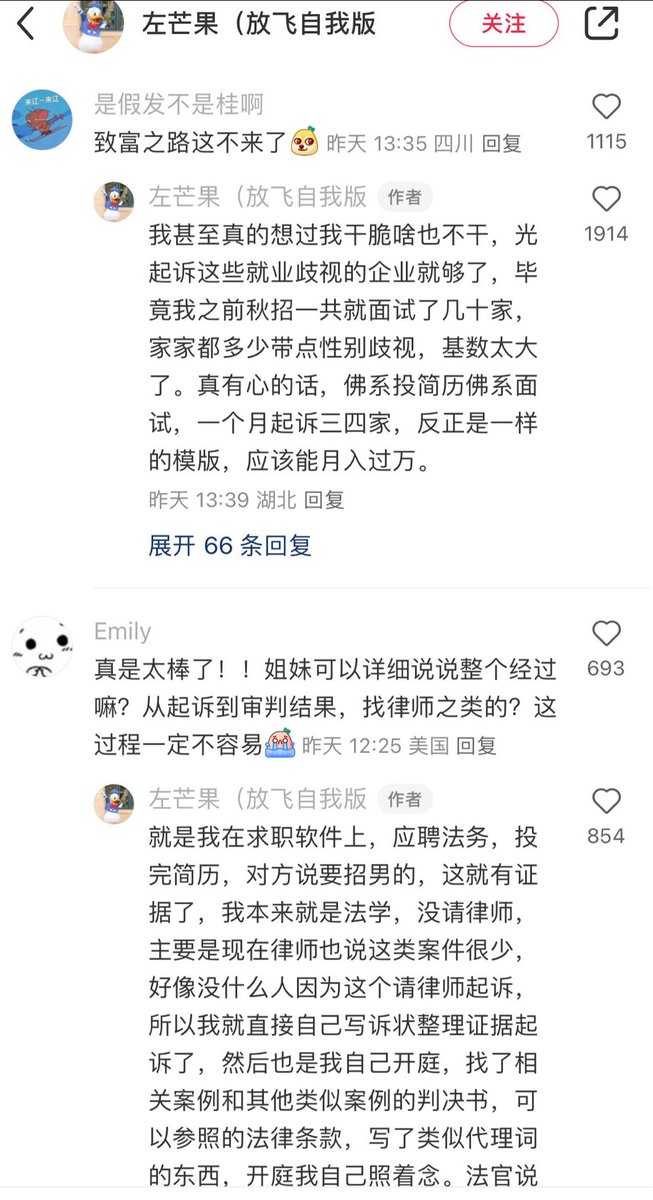 左芒果（放飞自我版
关注
来辽～来辽
是假发不是桂啊
致富之路这不来了 昨天 13:35 四川 回复
1115
左芒果（放飞自我版 作者
1914
我甚至真的想过我干脆啥也不干，光
起诉这些就业歧视的企业就够了，毕
竟我之前秋招一共就面试了几十家，
家家都多少带点性别歧视，基数太大
了。真有心的话，佛系投简历佛系面
试，一个月起诉三四家，反正是一样
的模版，应该能月入过万。
昨天 13:39 湖北 回复
展开 66 条回复
Emily
真是太棒了！！姐妹可以详细说说整个经过
嘛？从起诉到审判结果，找律师之类的？这
过程一定不容易 昨天 12:25 美国 回复
693
左芒果（放飞自我版 作者
854
就是我在求职软件上，应聘法务，投
完简历，对方说要招男的，这就有证
据了，我本来就是法学，没请律师，
主要是现在律师也说这类案件很少，
好像没什么人因为这个请律师起诉，
所以我就直接自己写诉状整理证据起
诉了，然后也是我自己开庭，找了相
关案例和其他类似案例的判决书，可
以参照的法律条款，写了类似代理词
的东西，开庭我自己照着念。法官说